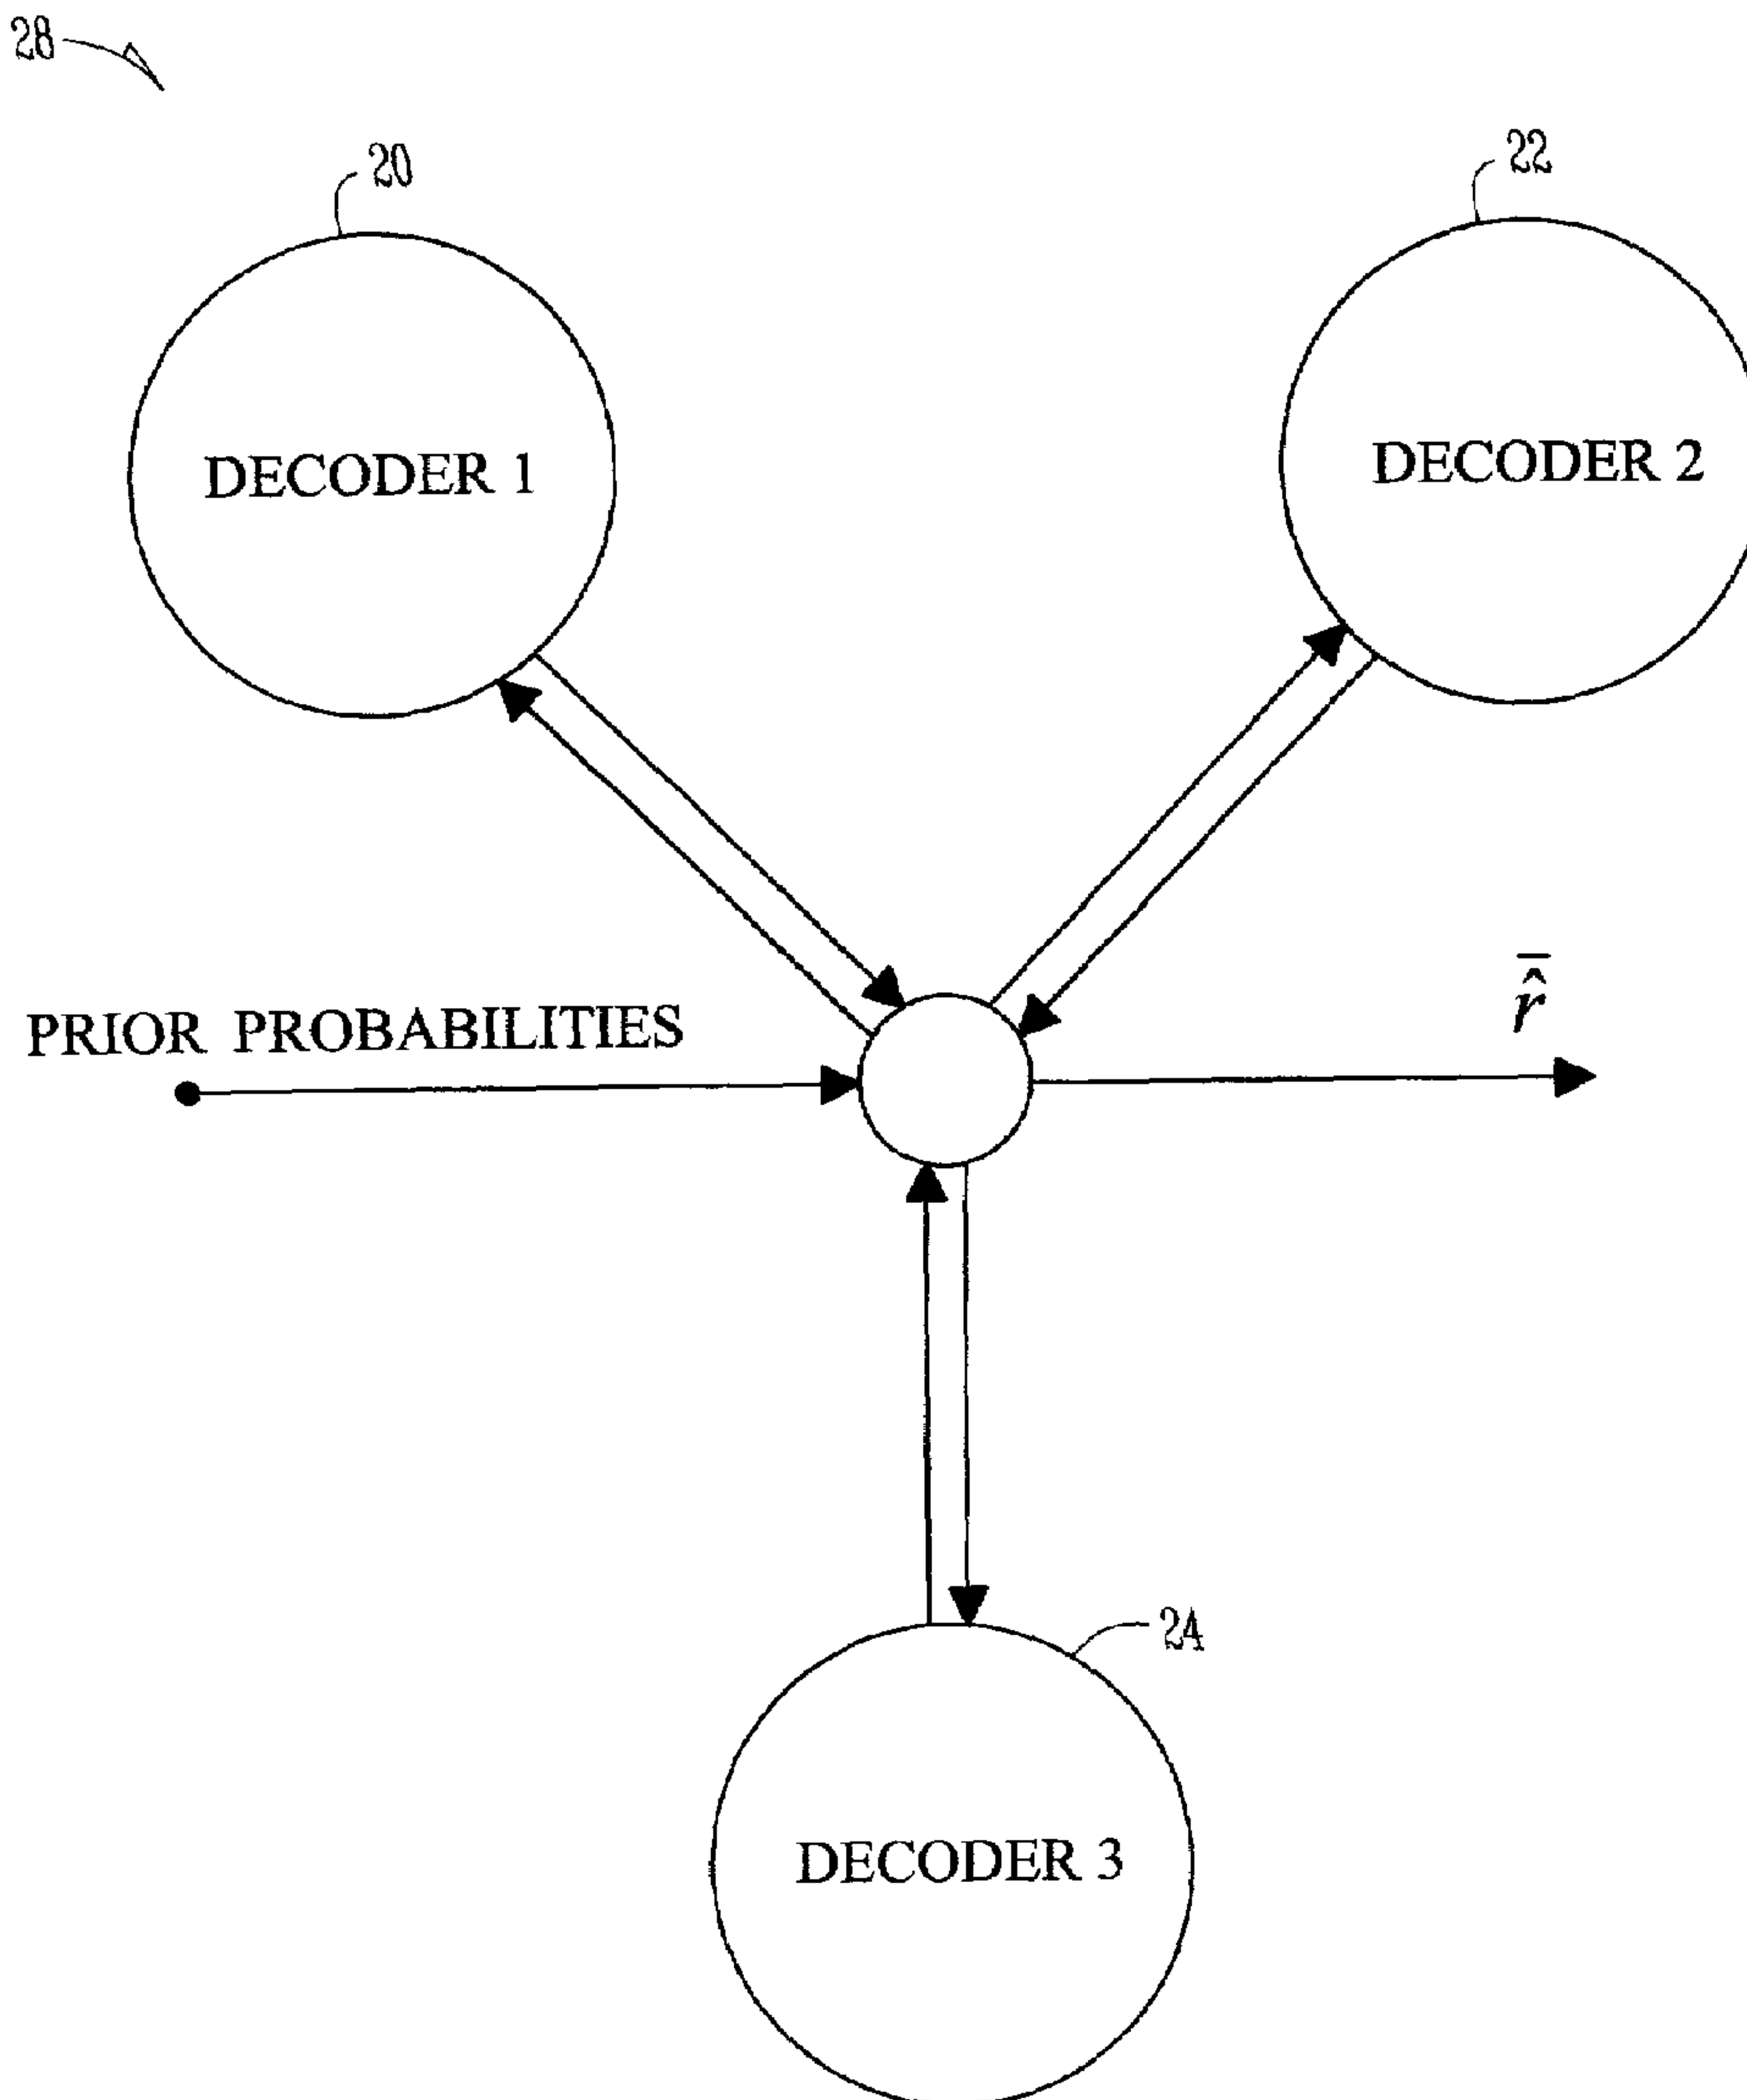 28
20
22
DECODER 1
DECODER 2
PRIOR PROBABILITIES
r̂̄
24
DECODER 3